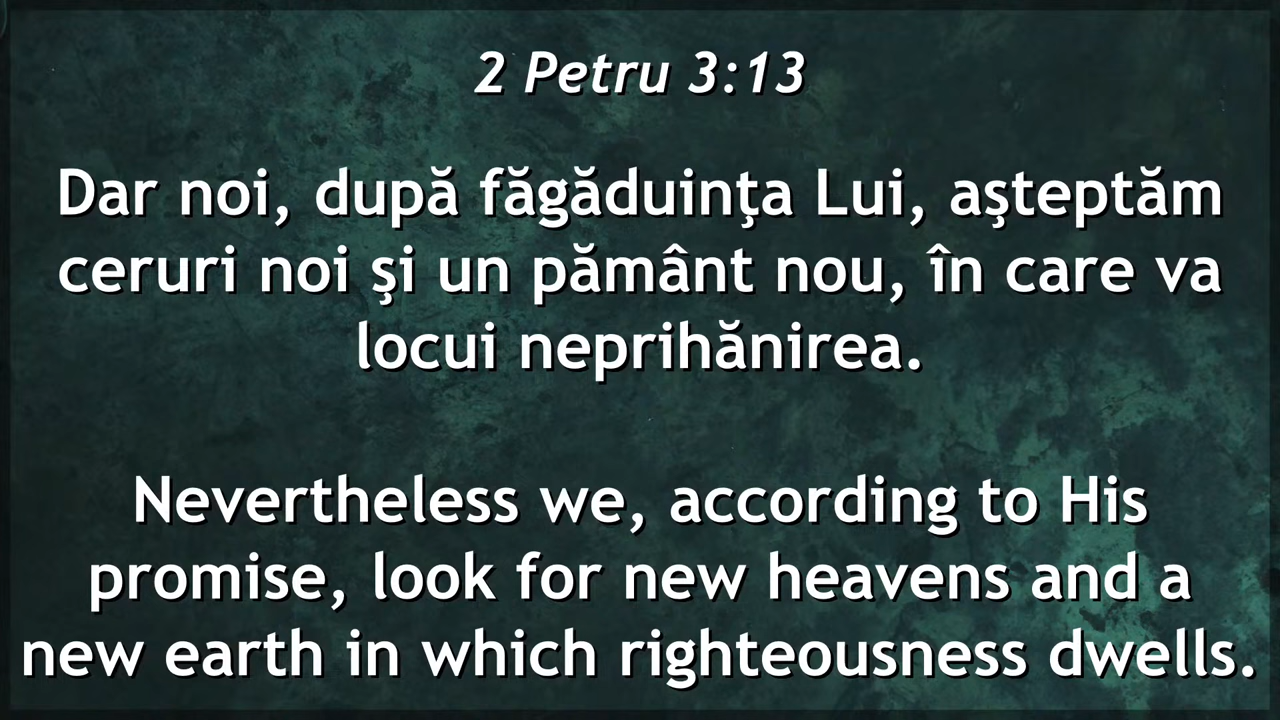 2 Petru 3:13
Dar noi, după făgăduinţa Lui, aşteptăm
ceruri noi şi un pământ nou, în care va
locui neprihănirea.
Nevertheless we, according to His
promise, look for new heavens and a
new earth in which righteousness dwells.